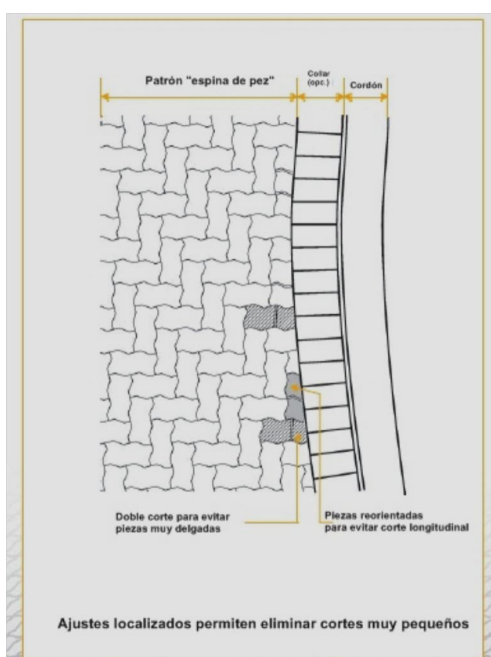 Patrón "espina de pez"
Collar
(opc.)
Cordón
Doble corte para evitar
piezas muy delgadas
Piezas reorientadas
para evitar corte longitudinal
Ajustes localizados permiten eliminar cortes muy pequeños